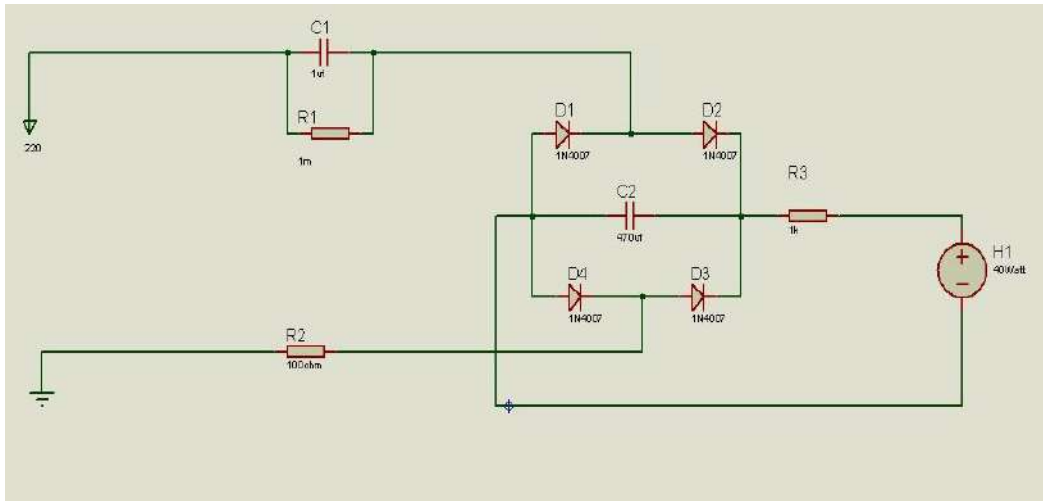 C1
1uf
R1
1m
220
D1
1N4007
D2
1N4007
C2
470uf
R3
1k
H1
40Watt
D4
1N4007
D3
1N4007
R2
100ohm